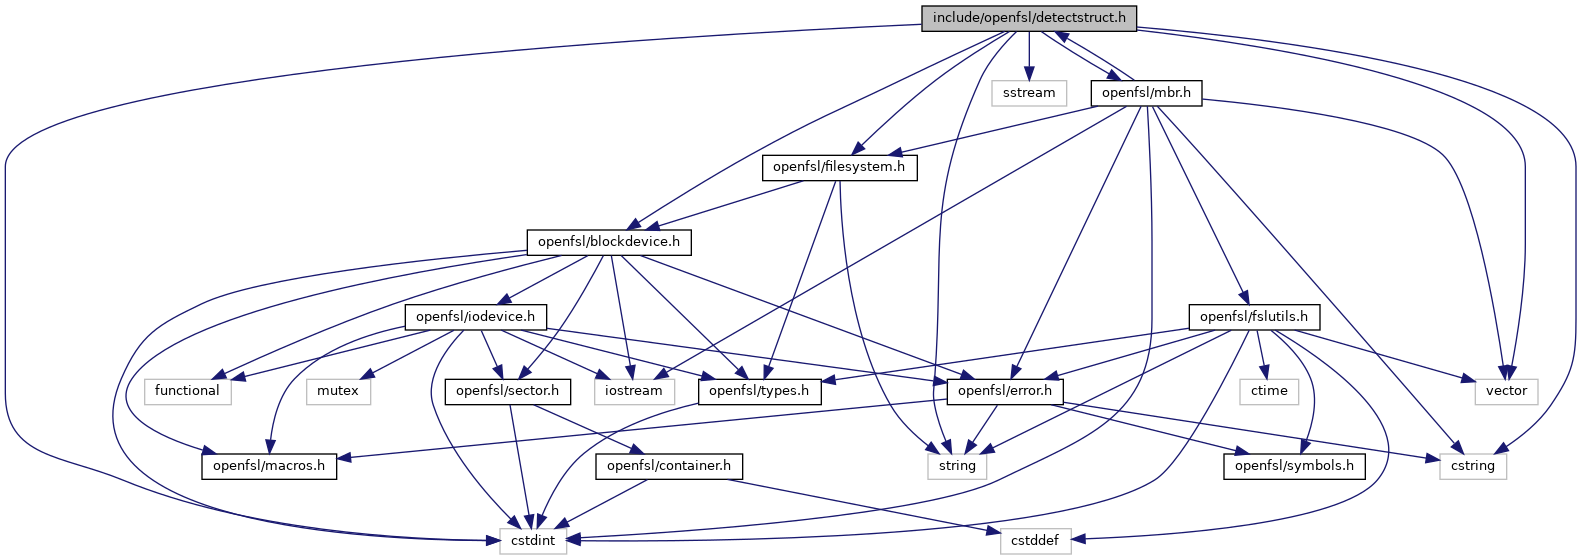 include/openfsl/detectstruct.h
sstream
openfsl/mbr.h
openfsl/filesystem.h
openfsl/blockdevice.h
openfsl/iodevice.h
openfsl/fslutils.h
functional
mutex
openfsl/sector.h
iostream
openfsl/types.h
openfsl/error.h
ctime
vector
openfsl/macros.h
openfsl/container.h
string
openfsl/symbols.h
cstring
cstdint
cstddef